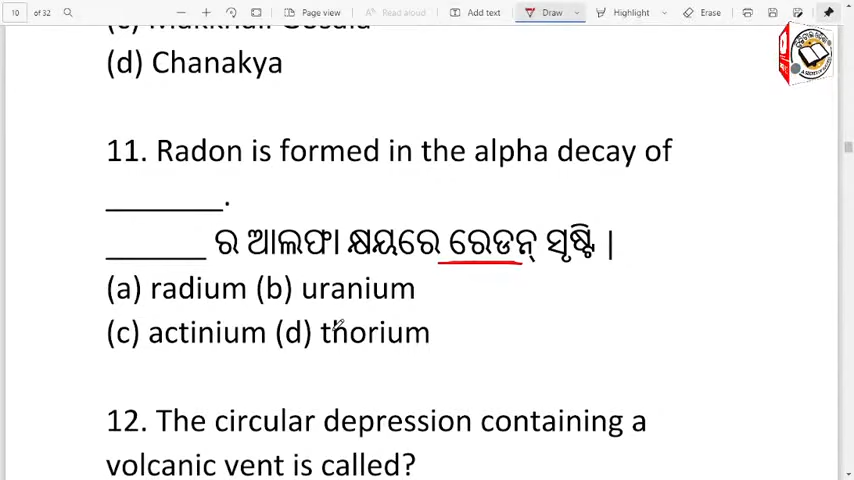 10 of 32 Page view Read aloud Add text Draw Highlight Erase
(d) Chanakya
11. Radon is formed in the alpha decay of
_______.
______ ର ଆଲଫା କ୍ଷୟରେ ରେଡନ୍ ସୃଷ୍ଟି |
(a) radium (b) uranium
(c) actinium (d) thorium
12. The circular depression containing a
volcanic vent is called?